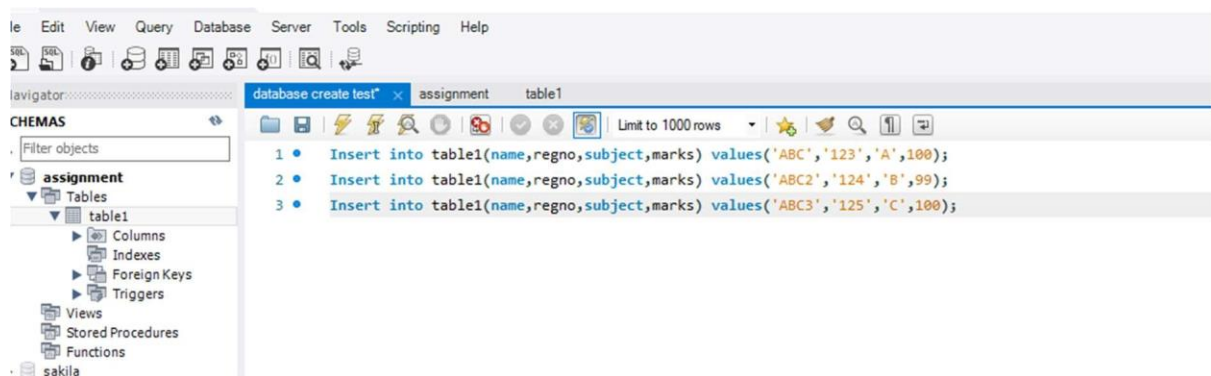 le Edit View Query Database Server Tools Scripting Help
SQL SQL
lavigator
database create test* × assignment table1
CHEMAS
Limit to 1000 rows
Filter objects
1 Insert into table1(name,regno,subject,marks) values('ABC','123','A',100);
2 Insert into table1(name,regno,subject,marks) values('ABC2','124','B',99);
3 Insert into table1(name,regno,subject,marks) values('ABC3','125','C',100);
assignment
Tables
table1
Columns
Indexes
Foreign Keys
Triggers
Views
Stored Procedures
Functions
sakila